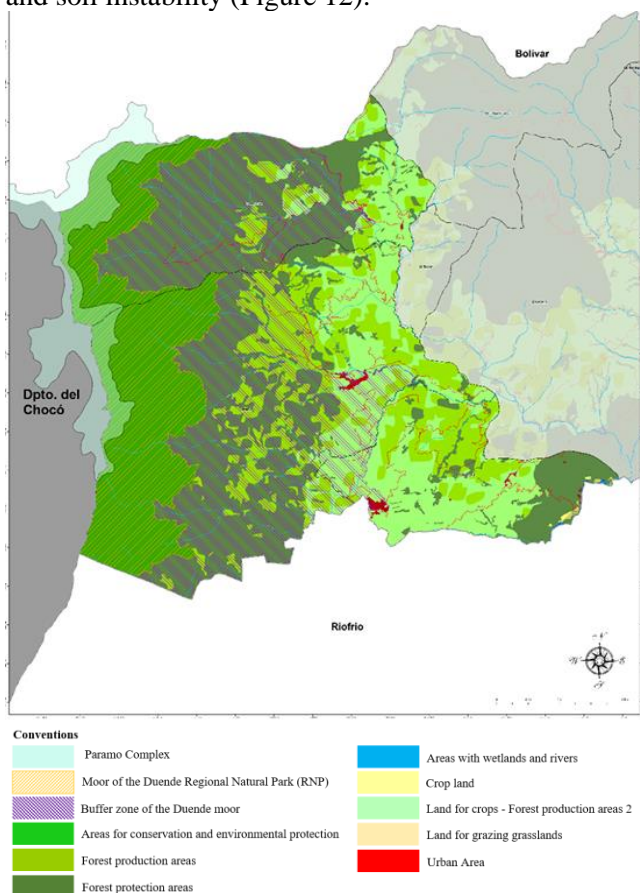 and soil instability (Figure 12).
Bolivar
Dpto. del
Chocó
Riofrio
Conventions
Paramo Complex
Moor of the Duende Regional Natural Park (RNP)
Buffer zone of the Duende moor
Areas for conservation and environmental protection
Forest production areas
Forest protection areas
Areas with wetlands and rivers
Crop land
Land for crops - Forest production areas 2
Land for grazing grasslands
Urban Area